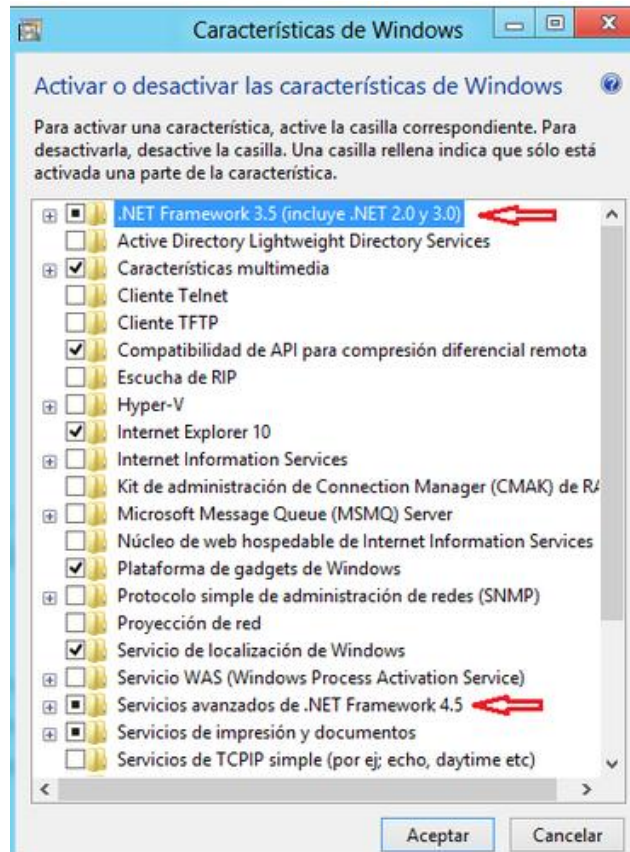 Características de Windows
Activar o desactivar las características de Windows
Para activar una característica, active la casilla correspondiente. Para
desactivarla, desactive la casilla. Una casilla rellena indica que sólo está
activada una parte de la característica.
.NET Framework 3.5 (incluye .NET 2.0 y 3.0)
Active Directory Lightweight Directory Services
Características multimedia
Cliente Telnet
Cliente TFTP
Compatibilidad de API para compresión diferencial remota
Escucha de RIP
Hyper-V
Internet Explorer 10
Internet Information Services
Kit de administración de Connection Manager (CMAK) de RA
Microsoft Message Queue (MSMQ) Server
Núcleo de web hospedable de Internet Information Services
Plataforma de gadgets de Windows
Protocolo simple de administración de redes (SNMP)
Proyección de red
Servicio de localización de Windows
Servicio WAS (Windows Process Activation Service)
Servicios avanzados de .NET Framework 4.5
Servicios de impresión y documentos
Servicios de TCPIP simple (por ej; echo, daytime etc)
Aceptar
Cancelar